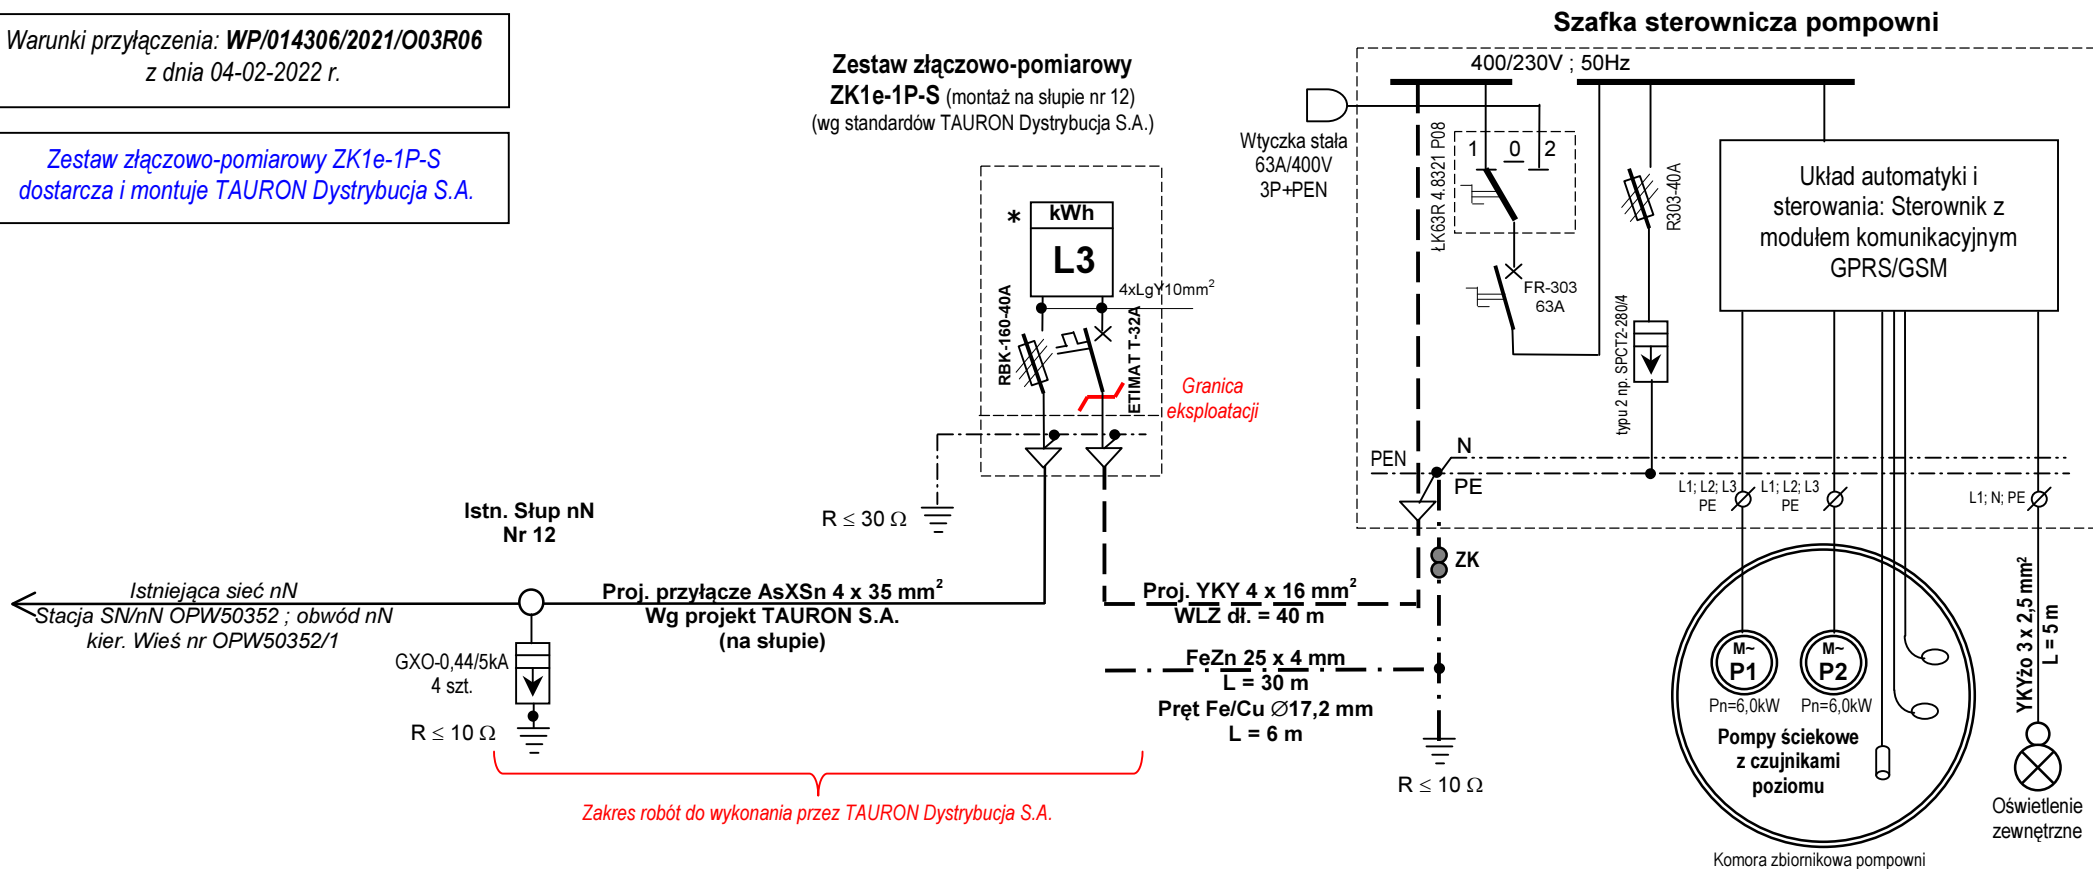 Warunki przyłączenia: WP/014306/2021/O03R06
z dnia 04-02-2022 r.
Zestaw złączowo-pomiarowy ZK1e-1P-S
dostarcza i montuje TAURON Dystrybucja S.A.
Zestaw złączowo-pomiarowy
ZK1e-1P-S (montaż na słupie nr 12)
(wg standardów TAURON Dystrybucja S.A.)
* kWh
L3
4xLgY10mm²
RBK-160-40A
ETIMAT T-32A
Granica
eksploatacji
R ≤ 30 Ω
Istn. Słup nN
Nr 12
Istniejąca sieć nN
Stacja SN/nN OPW50352 ; obwód nN
kier. Wieś nr OPW50352/1
Proj. przyłącze AsXSn 4 x 35 mm²
Wg projekt TAURON S.A.
(na słupie)
GXO-0,44/5kA
4 szt.
R ≤ 10 Ω
Zakres robót do wykonania przez TAURON Dystrybucja S.A.
Proj. YKY 4 x 16 mm²
WLZ dł. = 40 m
FeZn 25 x 4 mm
L = 30 m
Pręt Fe/Cu ∅17,2 mm
L = 6 m
R ≤ 10 Ω
ZK
Szafka sterownicza pompowni
400/230V ; 50Hz
Wtyczka stała
63A/400V
3P+PEN
ŁK63R 4.8321 P08
1 0 2
FR-303
63A
R303-40A
typu 2 np. SPCT2-280/4
Układ automatyki i
sterowania: Sterownik z
modułem komunikacyjnym
GPRS/GSM
PEN
N
PE
L1; L2; L3
PE
L1; L2; L3
PE
L1; N; PE
M~
P1
Pn=6,0kW
M~
P2
Pn=6,0kW
Pompy ściekowe
z czujnikami
poziomu
YKYżo 3 x 2,5 mm²
L = 5 m
Oświetlenie
zewnętrzne
Komora zbiornikowa pompowni